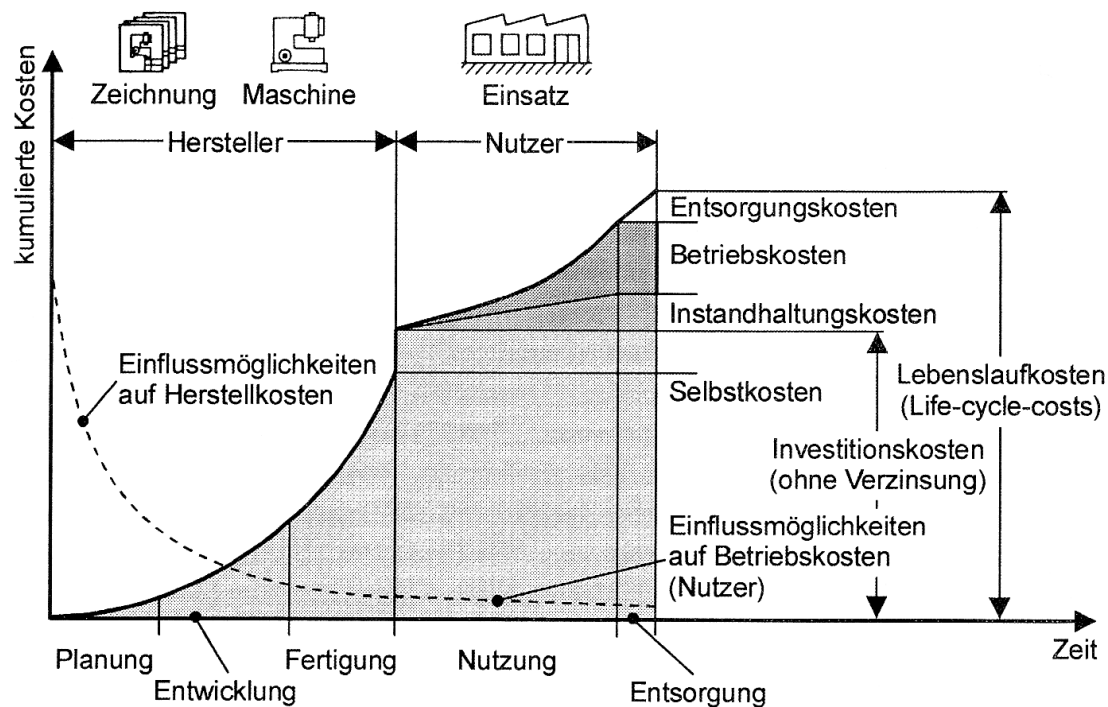 kumulierte Kosten
Zeichnung
Maschine
Einsatz
Hersteller
Nutzer
Entsorgungskosten
Betriebskosten
Instandhaltungskosten
Einflussmöglichkeiten
auf Herstellkosten
Selbstkosten
Lebenslaufkosten
(Life-cycle-costs)
Investitionskosten
(ohne Verzinsung)
Einflussmöglichkeiten
auf Betriebskosten
(Nutzer)
Zeit
Planung
Entwicklung
Fertigung
Nutzung
Entsorgung